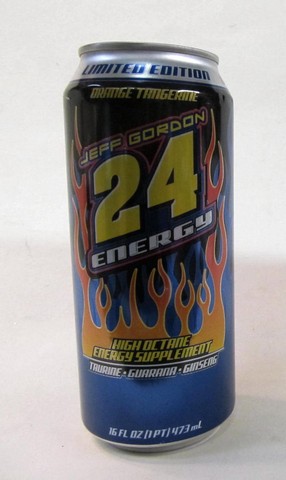 LIMITED EDITION
ORANGE TANGERINE
JEFF GORDON
24
ENERGY
HIGH OCTANE
ENERGY SUPPLEMENT
TAURINE • GUARANA • GINSENG
16 FL OZ (1 PT) 473 mL